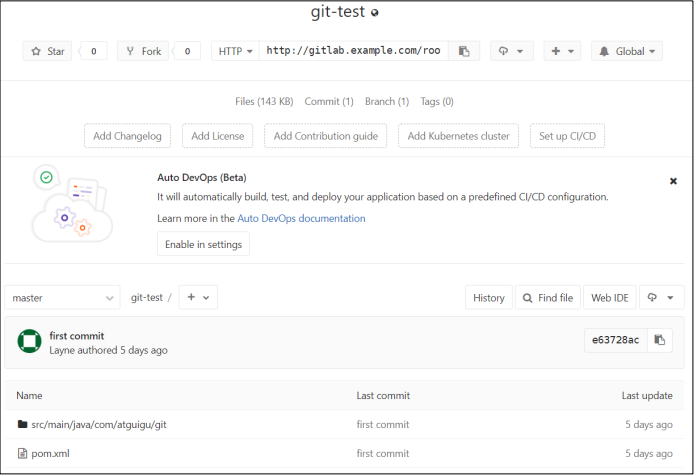 git-test
Star 0 Fork 0 HTTP http://gitlab.example.com/roo Global
Files (143 KB) Commit (1) Branch (1) Tags (0)
Add Changelog Add License Add Contribution guide Add Kubernetes cluster Set up CI/CD
Auto DevOps (Beta)
It will automatically build, test, and deploy your application based on a predefined CI/CD configuration.
Learn more in the Auto DevOps documentation
Enable in settings
master git-test / + History Find file Web IDE
first commit
Layne authored 5 days ago
e63728ac
Name Last commit Last update
src/main/java/com/atguigu/git first commit 5 days ago
pom.xml first commit 5 days ago